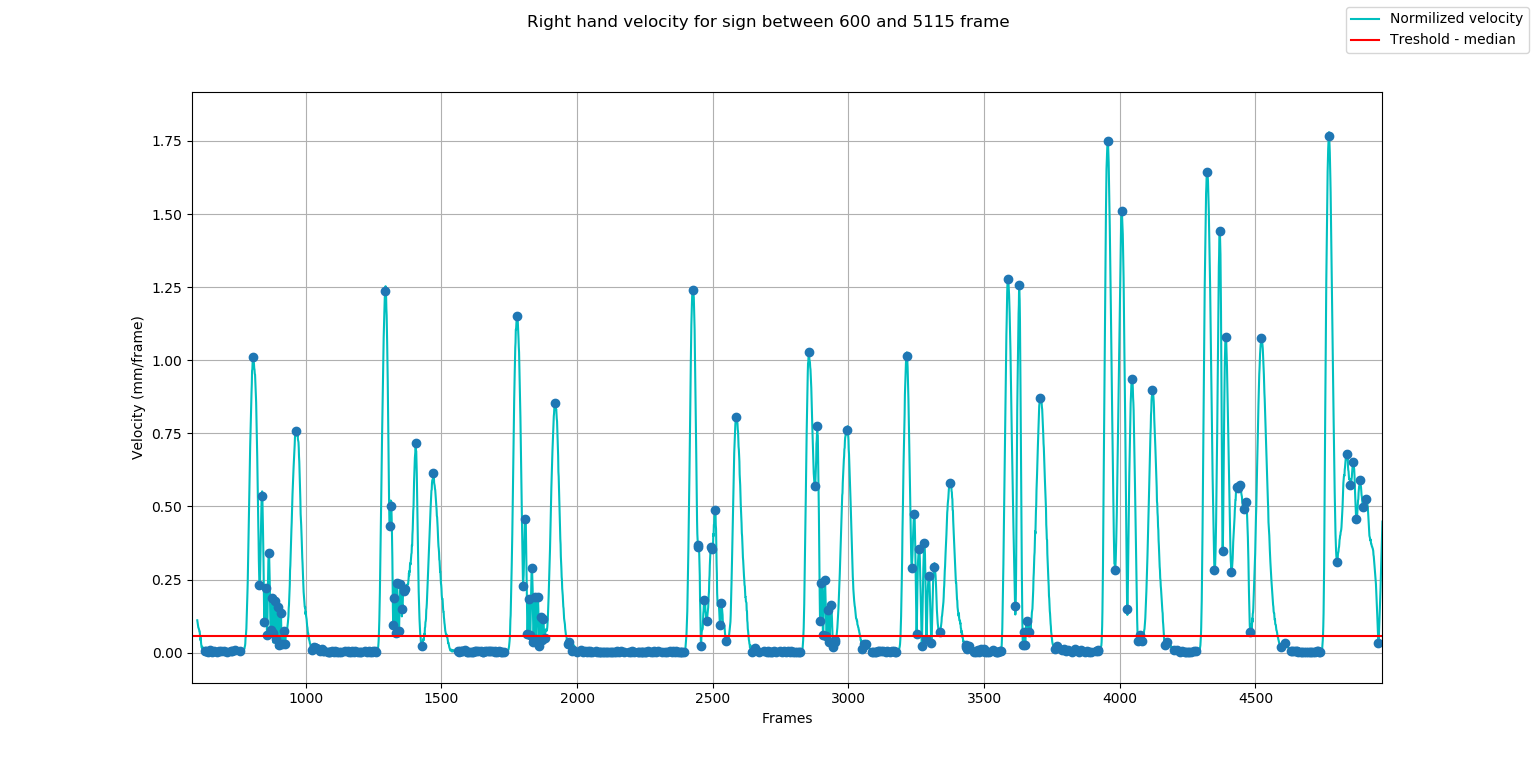 Right hand velocity for sign between 600 and 5115 frame
Normilized velocity
Treshold - median
1.75
1.50
1.25
1.00
0.75
0.50
0.25
0.00
Velocity (mm/frame)
1000 1500 2000 2500 3000 3500 4000 4500
Frames